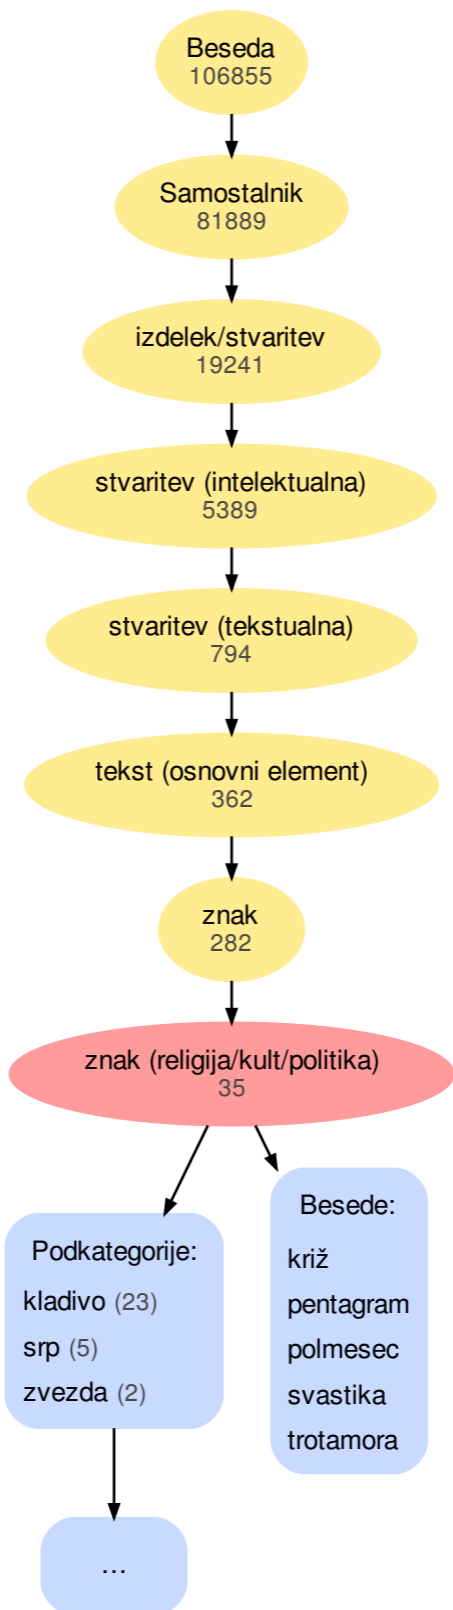 Beseda
106855
Samostalnik
81889
izdelek/stvaritev
19241
stvaritev (intelektualna)
5389
stvaritev (tekstualna)
794
tekst (osnovni element)
362
znak
282
znak (religija/kult/politika)
35
Podkategorije:
kladivo (23)
srp (5)
zvezda (2)
...
Besede:
križ
pentagram
polmesec
svastika
trotamora